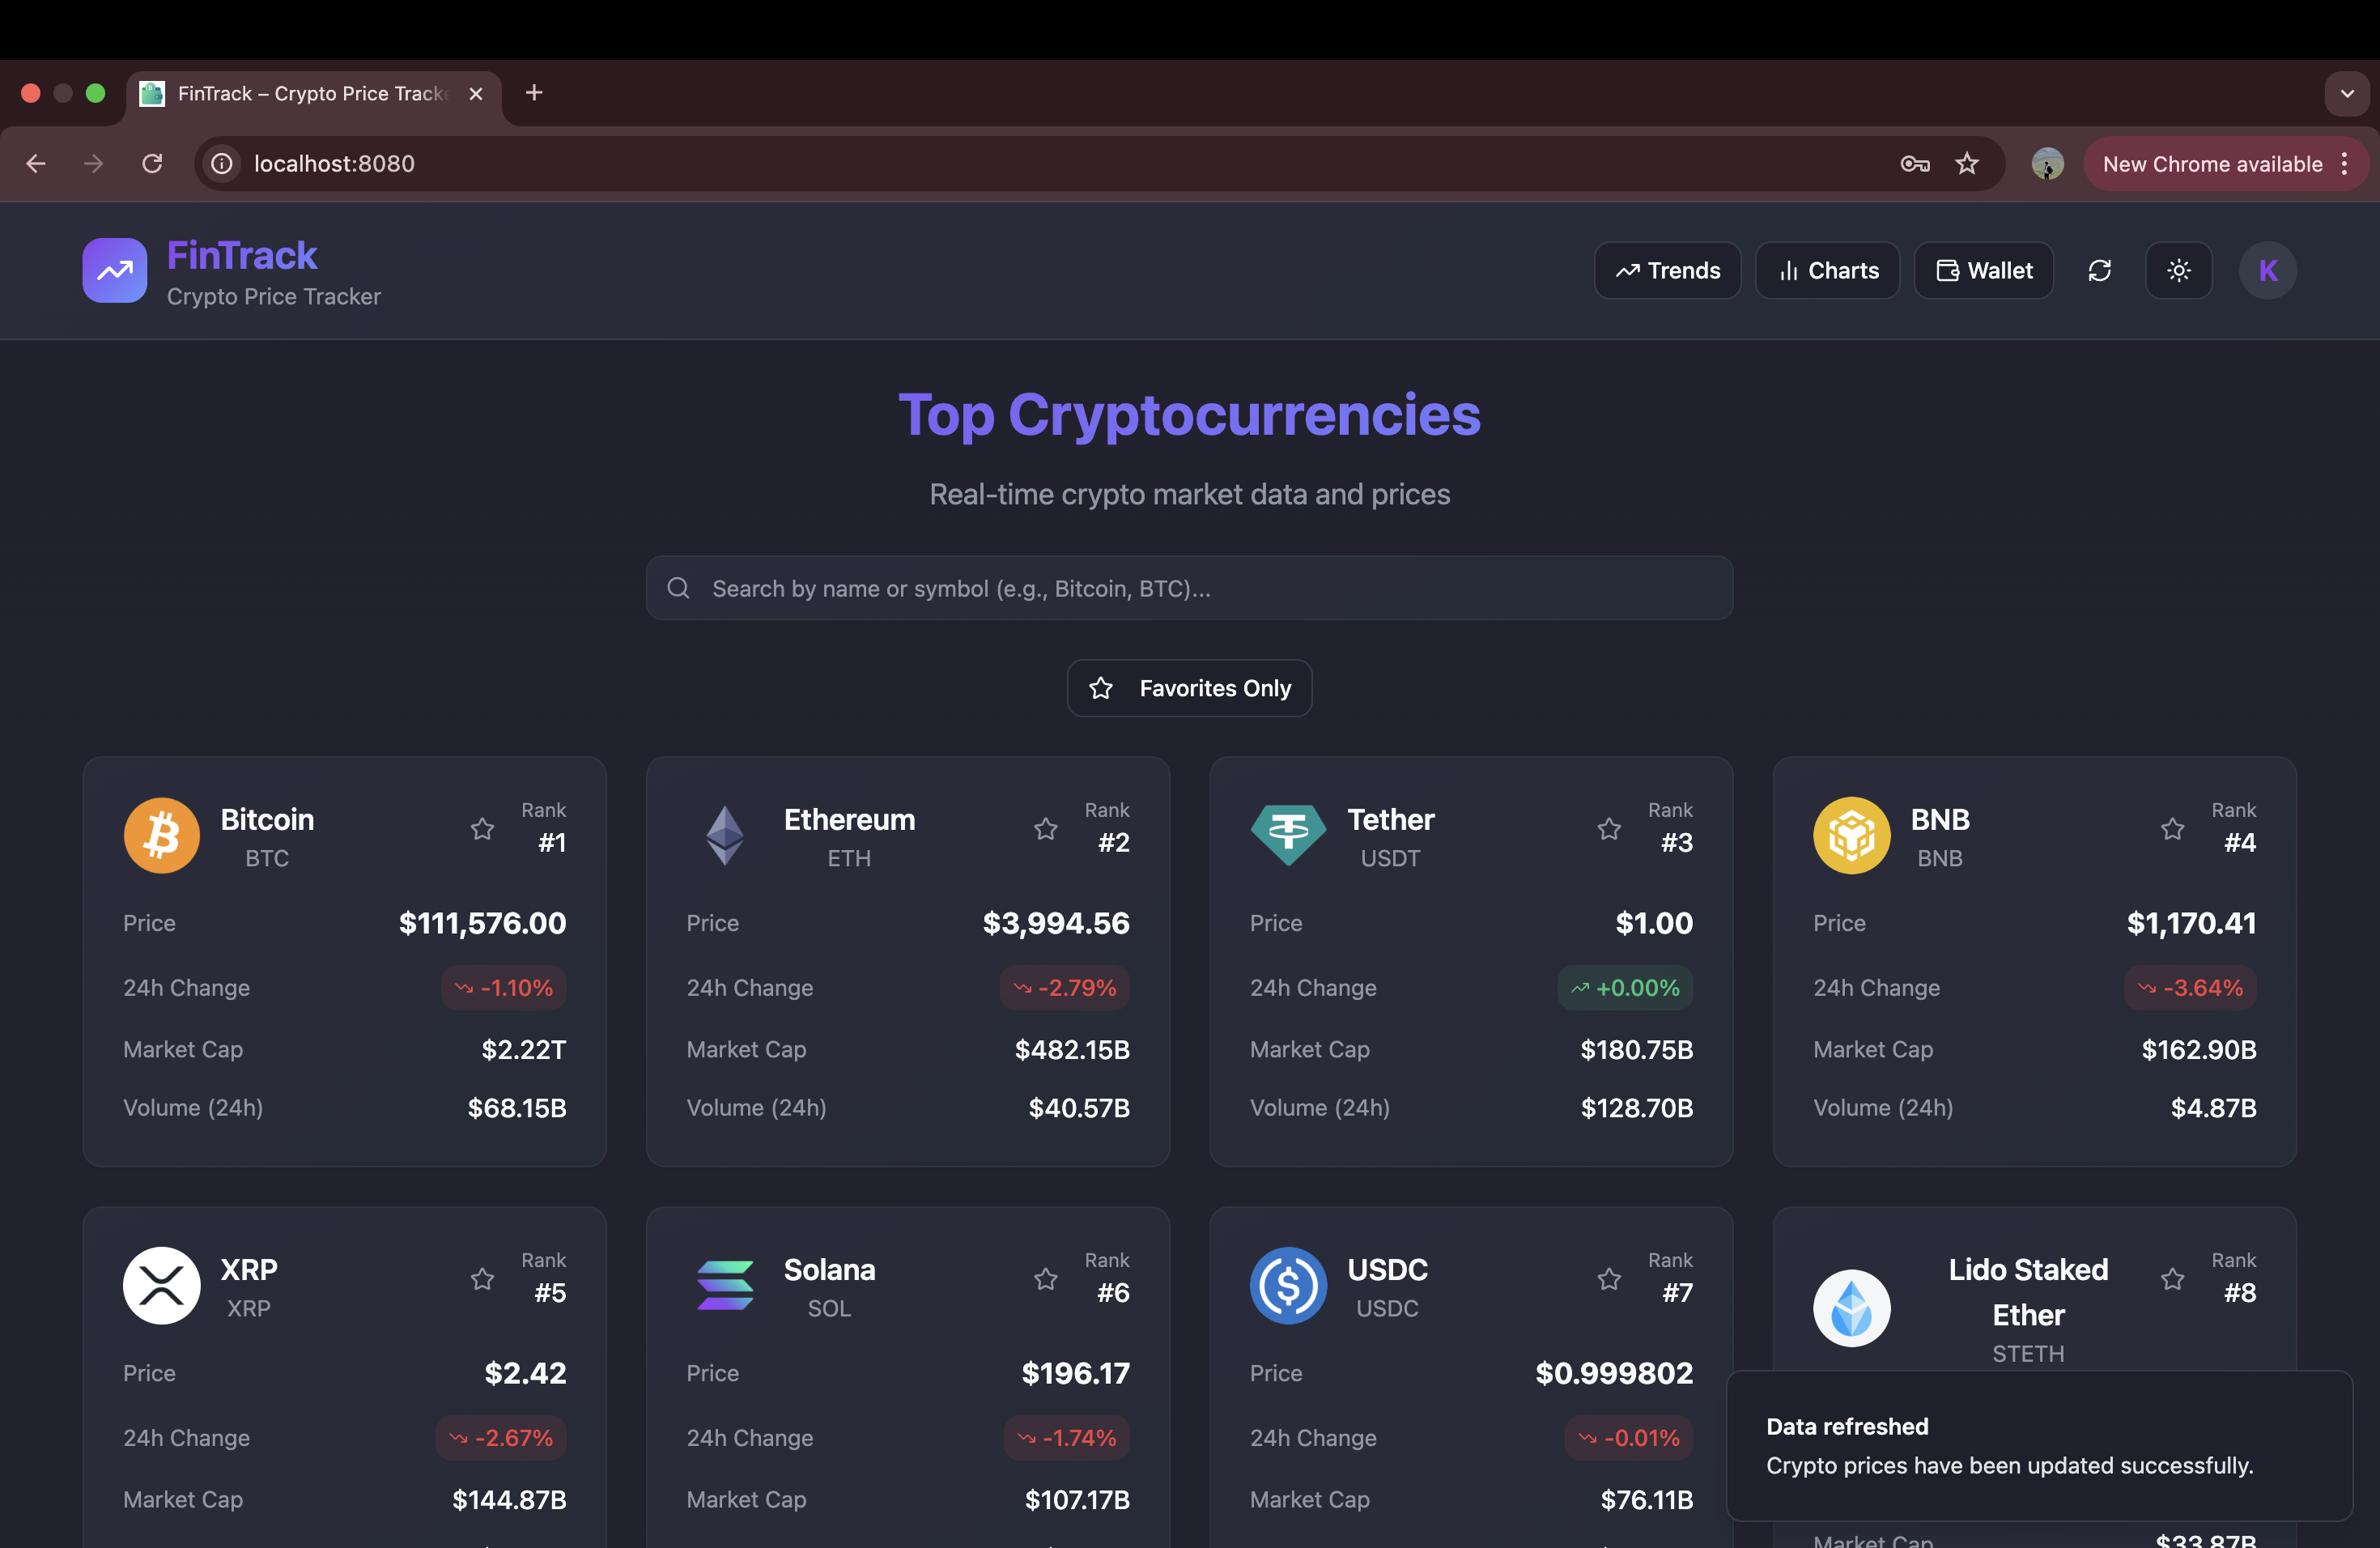 FinTrack – Crypto Price Track
localhost:8080
New Chrome available
FinTrack
Crypto Price Tracker
Trends
Charts
Wallet
K
Top Cryptocurrencies
Real-time crypto market data and prices
Search by name or symbol (e.g., Bitcoin, BTC)...
Favorites Only
Bitcoin
BTC
Rank
#1
Price
$111,576.00
24h Change
-1.10%
Market Cap
$2.22T
Volume (24h)
$68.15B
Ethereum
ETH
Rank
#2
Price
$3,994.56
24h Change
-2.79%
Market Cap
$482.15B
Volume (24h)
$40.57B
Tether
USDT
Rank
#3
Price
$1.00
24h Change
+0.00%
Market Cap
$180.75B
Volume (24h)
$128.70B
BNB
BNB
Rank
#4
Price
$1,170.41
24h Change
-3.64%
Market Cap
$162.90B
Volume (24h)
$4.87B
XRP
XRP
Rank
#5
Price
$2.42
24h Change
-2.67%
Market Cap
$144.87B
Solana
SOL
Rank
#6
Price
$196.17
24h Change
-1.74%
Market Cap
$107.17B
USDC
USDC
Rank
#7
Price
$0.999802
24h Change
-0.01%
Market Cap
$76.11B
Lido Staked
Ether
STETH
Rank
#8
Data refreshed
Crypto prices have been updated successfully.
Market Cap
$33.87B